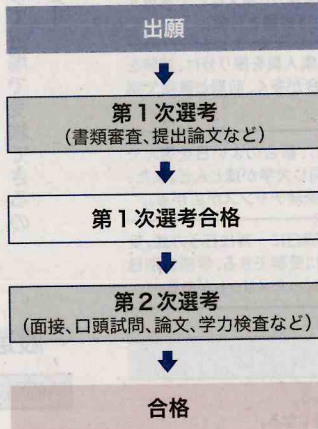 出願
第1次選考
(書類審査、提出論文など)
第1次選考合格
第2次選考
(面接、口頭試問、論文、学力検査など)
合格